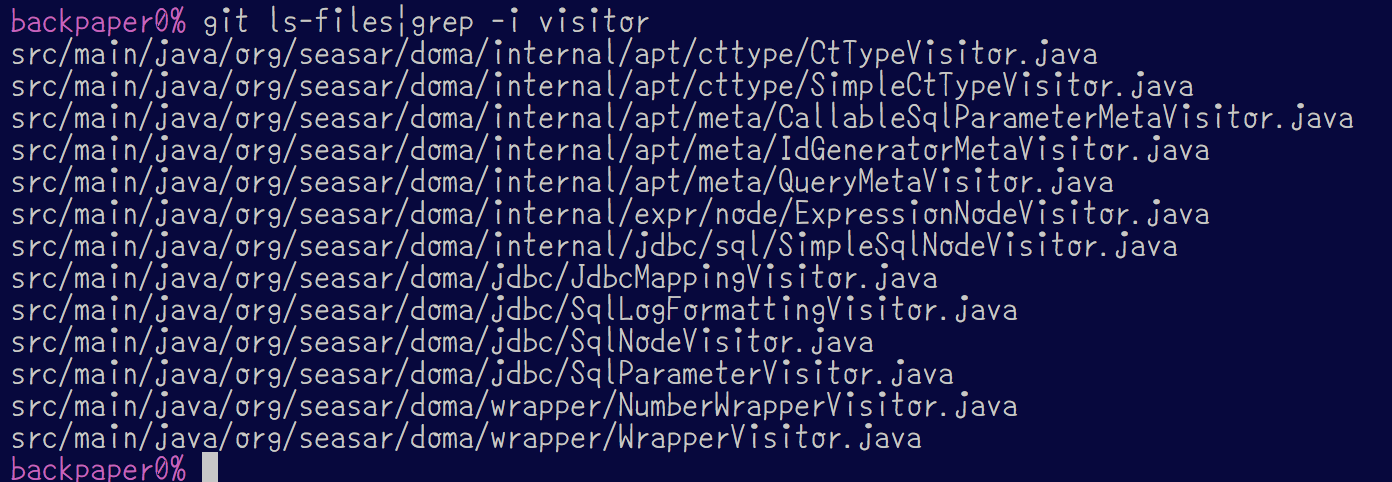 backpaper0% git ls-files|grep -i visitor
src/main/java/org/seasar/doma/internal/apt/cttype/CtTypeVisitor.java
src/main/java/org/seasar/doma/internal/apt/cttype/SimpleCtTypeVisitor.java
src/main/java/org/seasar/doma/internal/apt/meta/CallableSqlParameterMetaVisitor.java
src/main/java/org/seasar/doma/internal/apt/meta/IdGeneratorMetaVisitor.java
src/main/java/org/seasar/doma/internal/apt/meta/QueryMetaVisitor.java
src/main/java/org/seasar/doma/internal/expr/node/ExpressionNodeVisitor.java
src/main/java/org/seasar/doma/internal/jdbc/sql/SimpleSqlNodeVisitor.java
src/main/java/org/seasar/doma/jdbc/JdbcMappingVisitor.java
src/main/java/org/seasar/doma/jdbc/SqlLogFormattingVisitor.java
src/main/java/org/seasar/doma/jdbc/SqlNodeVisitor.java
src/main/java/org/seasar/doma/jdbc/SqlParameterVisitor.java
src/main/java/org/seasar/doma/wrapper/NumberWrapperVisitor.java
src/main/java/org/seasar/doma/wrapper/WrapperVisitor.java
backpaper0%